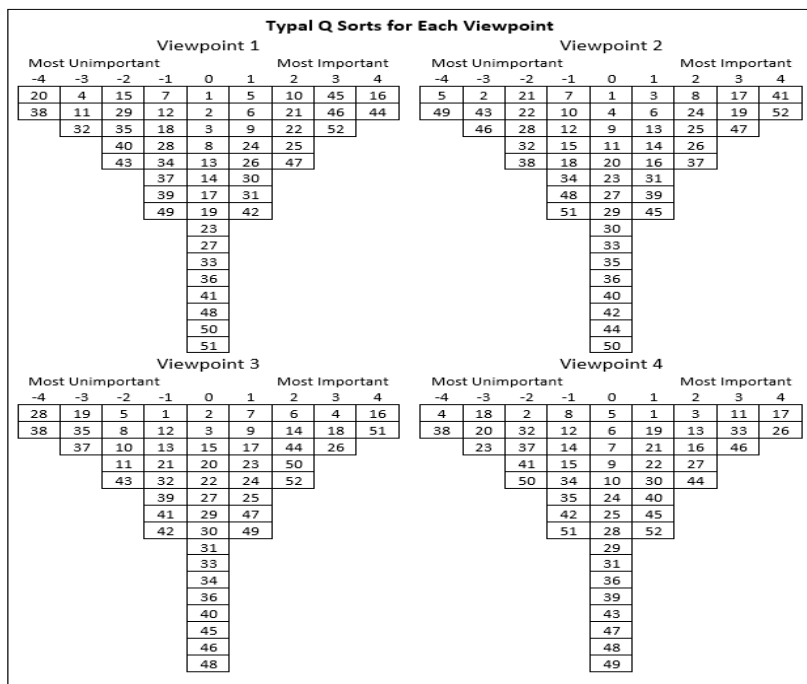 Typal Q Sorts for Each Viewpoint
Viewpoint 1
Most Unimportant Most Important
-4 -3 -2 -1 0 1 2 3 4
20 4 15 7 1 5 10 45 16
38 11 29 12 2 6 21 46 44
32 35 18 3 9 22 52
40 28 8 24 25
43 34 13 26 47
37 14 30
39 17 31
49 19 42
23
27
33
36
41
48
50
51
Viewpoint 2
Most Unimportant Most Important
-4 -3 -2 -1 0 1 2 3 4
5 2 21 7 1 3 8 17 41
49 43 22 10 4 6 24 19 52
46 28 12 9 13 25 47
32 15 11 14 26
38 18 20 16 37
34 23 31
48 27 39
51 29 45
30
33
35
36
40
42
44
50
Viewpoint 3
Most Unimportant Most Important
-4 -3 -2 -1 0 1 2 3 4
28 19 5 1 2 7 6 4 16
38 35 8 12 3 9 14 18 51
37 10 13 15 17 44 26
11 21 20 23 50
43 32 22 24 52
39 27 25
41 29 47
42 30 49
31
33
34
36
40
45
46
48
Viewpoint 4
Most Unimportant Most Important
-4 -3 -2 -1 0 1 2 3 4
4 18 2 8 5 1 3 11 17
38 20 32 12 6 19 13 33 26
23 37 14 7 21 16 46
41 15 9 22 27
50 34 10 30 44
35 24 40
42 25 45
51 28 52
29
31
36
39
43
47
48
49